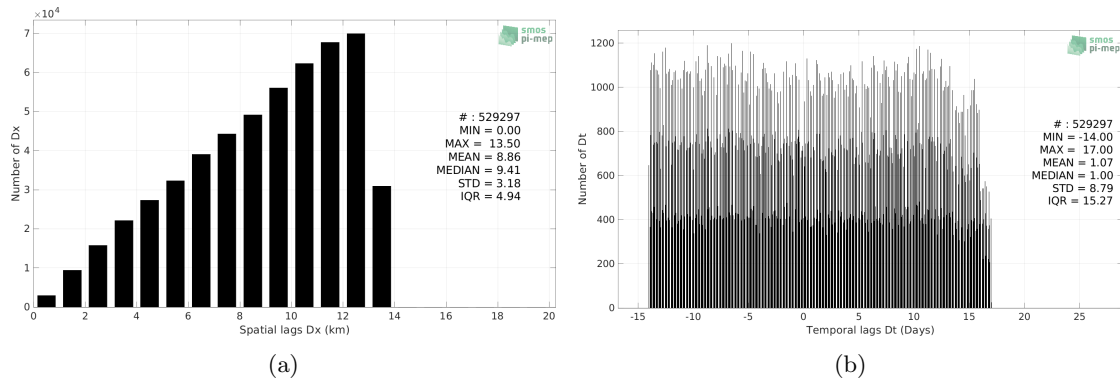 ×10⁴
7
6
5
4
3
2
1
0
Number of Dx
0 2 4 6 8 10 12 14 16 18 20
Spatial lags Dx (km)
smos
pi-mep
# : 529297
MIN = 0.00
MAX = 13.50
MEAN = 8.86
MEDIAN = 9.41
STD = 3.18
IQR = 4.94
(a)
1200
1000
800
600
400
200
0
Number of Dt
-15 -10 -5 0 5 10 15 20 25
Temporal lags Dt (Days)
smos
pi-mep
# : 529297
MIN = -14.00
MAX = 17.00
MEAN = 1.07
MEDIAN = 1.00
STD = 8.79
IQR = 15.27
(b)